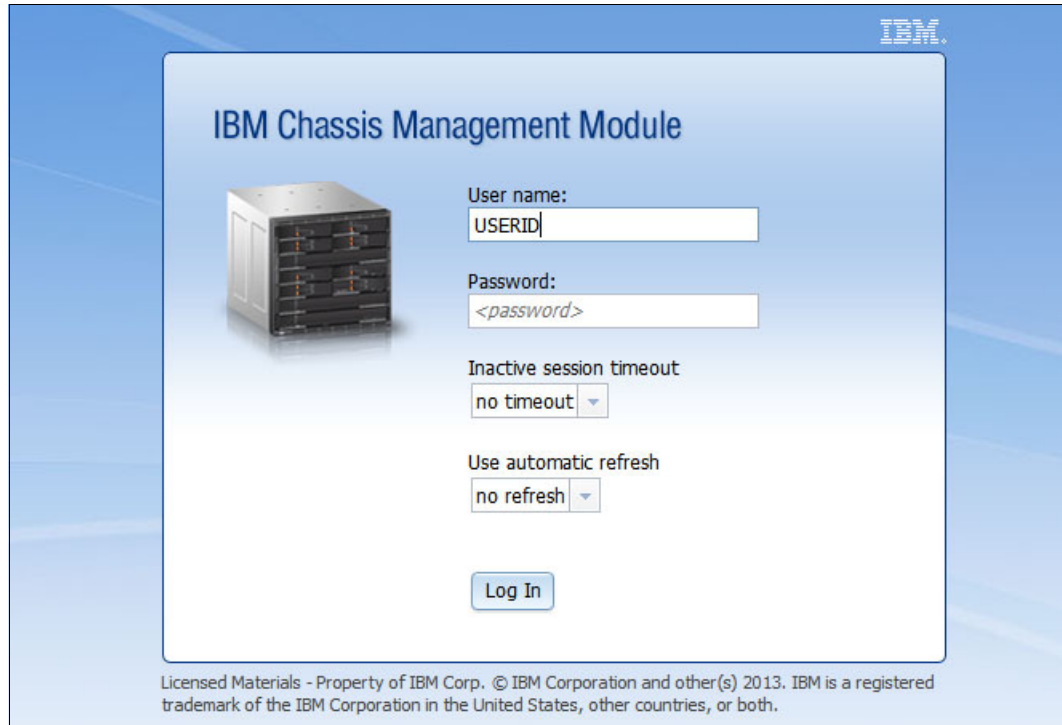 IBM.
IBM Chassis Management Module
User name:
USERID
Password:
<password>
Inactive session timeout
no timeout
Use automatic refresh
no refresh
Log In
Licensed Materials - Property of IBM Corp. © IBM Corporation and other(s) 2013. IBM is a registered
trademark of the IBM Corporation in the United States, other countries, or both.